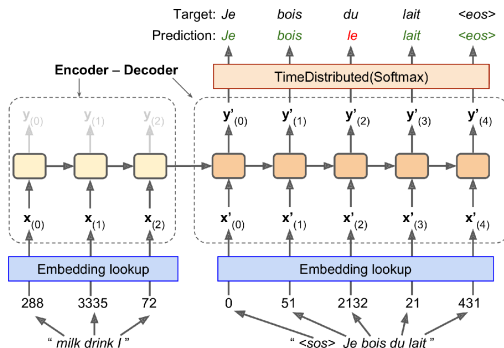 Target: Je bois du lait <eos>
Prediction: Je bois le lait <eos>
Encoder – Decoder
TimeDistributed(Softmax)
y(0) y(1) y(2) y'(0) y'(1) y'(2) y'(3) y'(4)
x(0) x(1) x(2) x'(0) x'(1) x'(2) x'(3) x'(4)
Embedding lookup Embedding lookup
288 3335 72 0 51 2132 21 431
“ milk drink I ” “ <sos> Je bois du lait ”